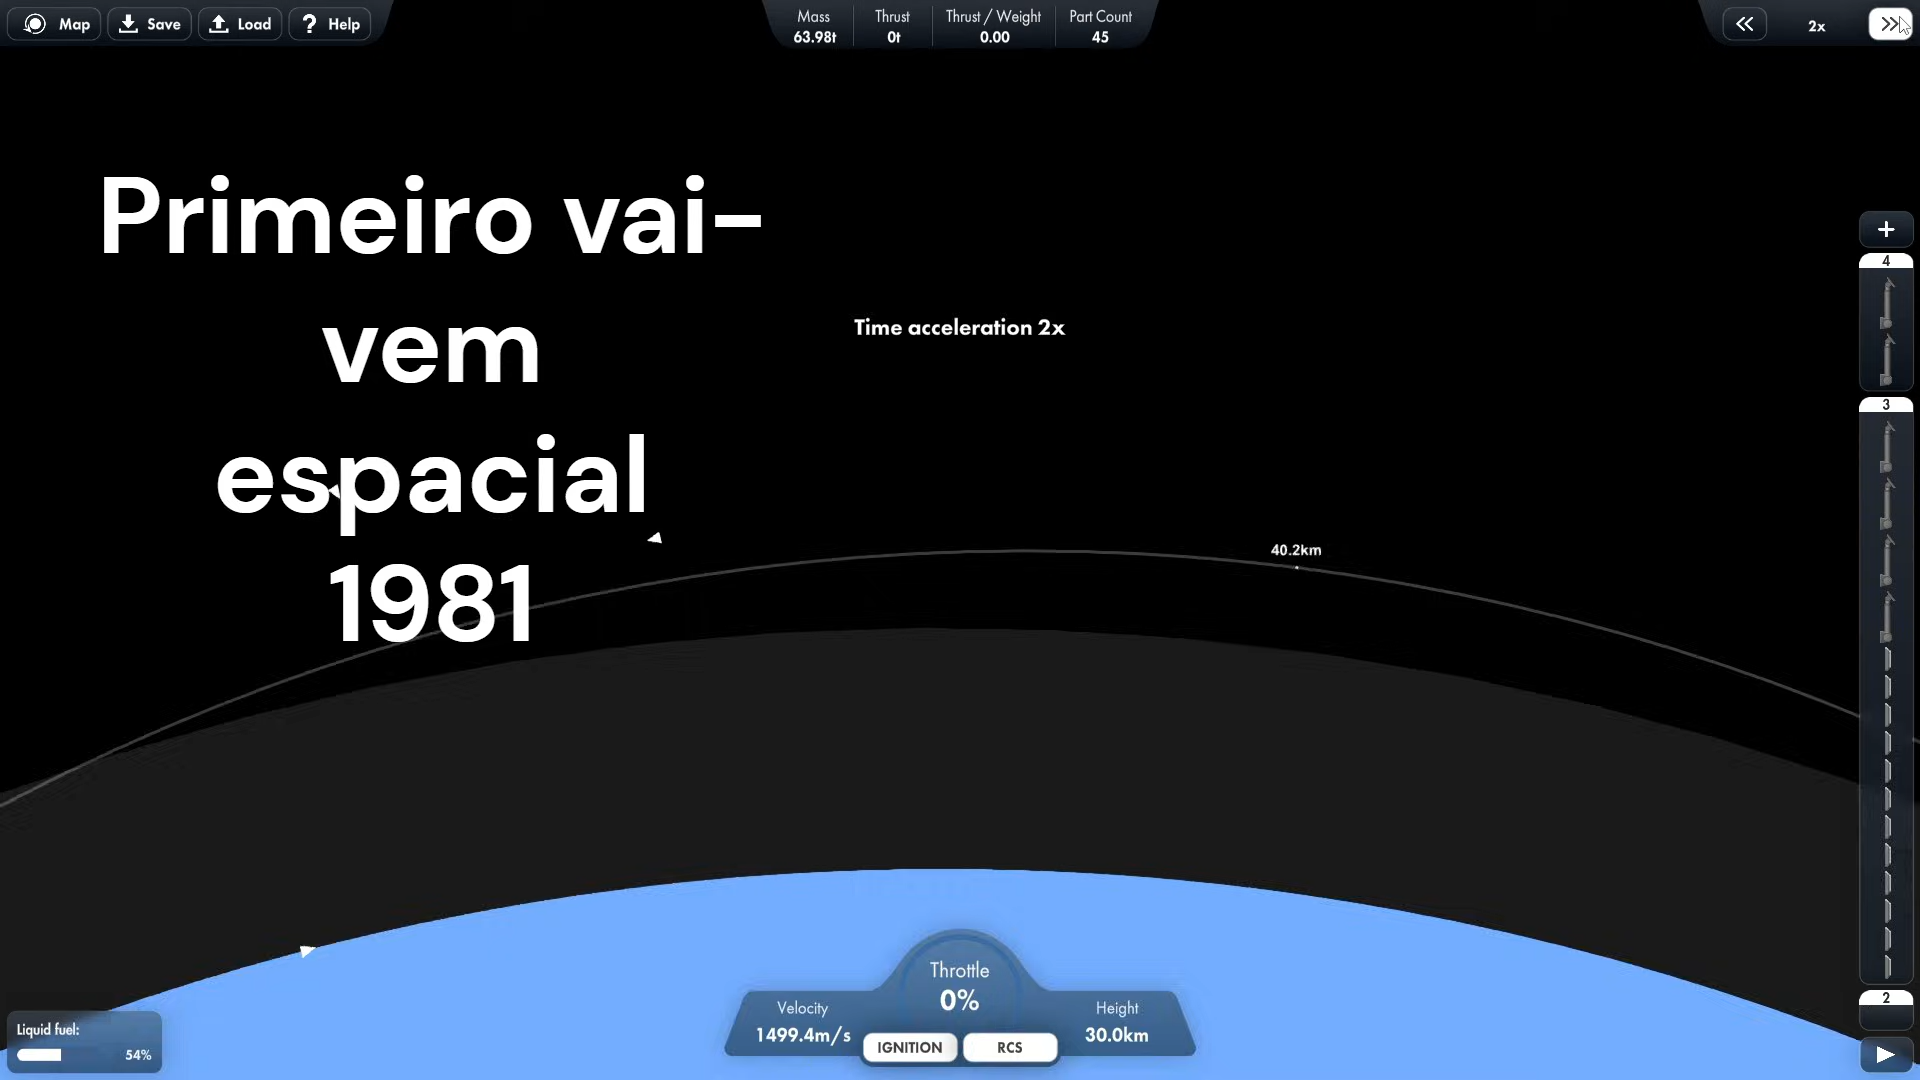 Map Save Load Help
Mass Thrust Thrust / Weight Part Count
63.98t 0t 0.00 45
2x
Primeiro vai-
vem
espacial
1981
Time acceleration 2x
40.2km
4
3
2
Throttle
0%
Velocity
1499.4m/s
Height
30.0km
IGNITION RCS
Liquid fuel:
54%